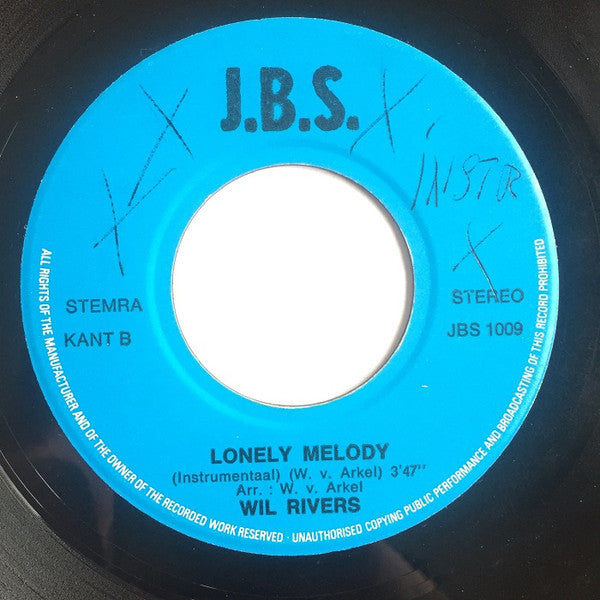 J.B.S.
INSTR
STEMRA
STEREO
KANT B
JBS 1009
LONELY MELODY
(Instrumentaal) (W. v. Arkel) 3'47"
Arr. : W. v. Arkel
WIL RIVERS
ALL RIGHTS OF THE MANUFACTURER AND OF THE OWNER OF THE RECORDED WORK RESERVED · UNAUTHORISED COPYING PUBLIC PERFORMANCE AND BROADCASTING OF THIS RECORD PROHIBITED